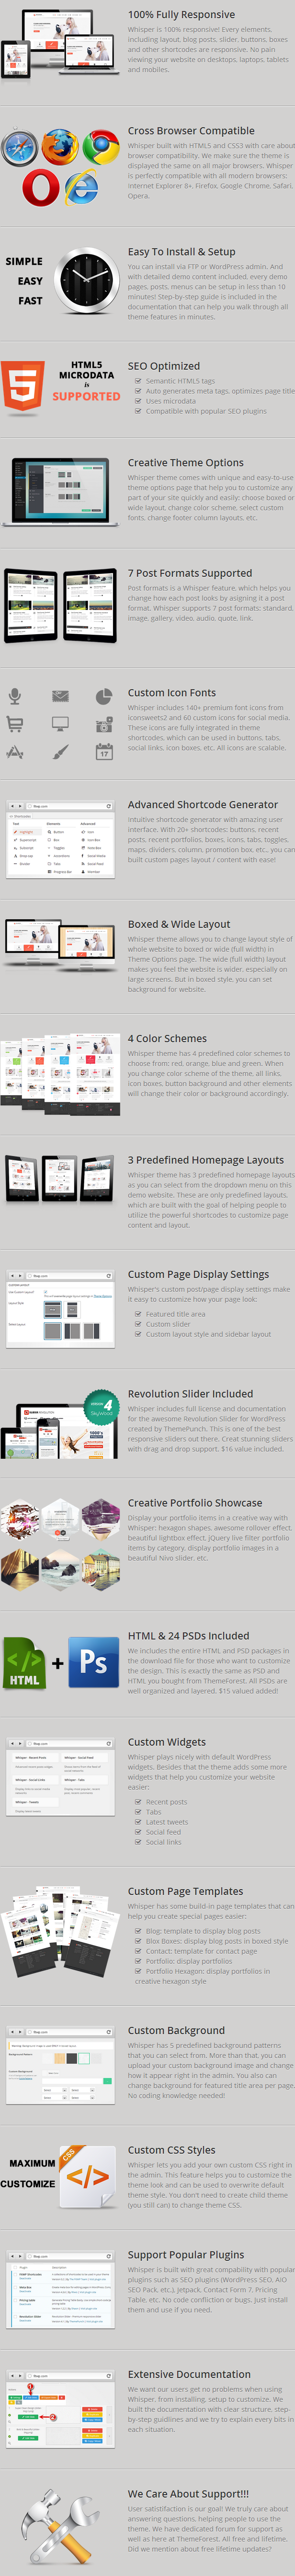 100% Fully Responsive
Whisper is 100% responsive! Every elements,
including layout, blog posts, slider, buttons, boxes
and other shortcodes are responsive. No pain
viewing your website on desktops, laptops, tablets
and mobiles.
Cross Browser Compatible
Whisper built with HTML5 and CSS3 with care about
browser compatibility. We make sure the theme is
displayed the same on all major browsers. Whisper
is perfectly compatible with all modern browsers:
Internet Explorer 8+, Firefox, Google Chrome, Safari,
Opera.
SIMPLE
EASY
FAST
Easy To Install & Setup
You can install via FTP or WordPress admin. And
with detailed demo content included, every demo
pages, posts, menus can be setup in less than 10
minutes! Step-by-step guide is included in the
documentation that can help you walk through all
theme features in minutes.
HTML5
MICRODATA
is
SUPPORTED
SEO Optimized
Semantic HTML5 tags
Auto generates meta tags, optimizes page title
Uses microdata
Compatible with popular SEO plugins
Creative Theme Options
Whisper theme comes with unique and easy-to-use
theme options page that help you to customize any
part of your site quickly and easily: choose boxed or
wide layout, change color scheme, select custom
fonts, change footer column layouts, etc.
7 Post Formats Supported
Post formats is a Whisper feature, which helps you
change how each post looks by asigning it a post
format. Whisper supports 7 post formats: standard,
image, gallery, video, audio, quote, link.
Custom Icon Fonts
Whisper includes 140+ premium font icons from
iconsweets2 and 60 custom icons for social media.
These icons are fully integrated in theme
shortcodes, which can be used in buttons, tabs,
social links, icon boxes, etc. All icons are scalable.
17
Advanced Shortcode Generator
Intuitive shortcode generator with amazing user
interface. With 20+ shortcodes: buttons, recent
posts, recent portfolios, boxes, icons, tabs, toggles,
maps, dividers, column, promotion box, etc., you can
built custom pages layout / content with ease!
Boxed & Wide Layout
Whisper theme allows you to change layout style of
whole website to boxed or wide (full width) in
Theme Options page. The wide (full width) layout
makes you feel the website is wider, especially on
large screens. But in boxed style, you can set
background for website.
4 Color Schemes
Whisper theme has 4 predefined color schemes to
choose from: red, orange, blue and green. When
you change color scheme of the theme, all links,
icon boxes, button background and other elements
will change their color or background accordingly.
3 Predefined Homepage Layouts
Whisper theme has 3 predefined homepage layouts
as you can select from the dropdown menu on this
demo website. These are only predefined layouts,
which are built with the goal of helping people to
utilize the powerful shortcodes to customize page
content and layout.
Custom Page Display Settings
Whisper's custom post/page display settings make
it easy to customize how your page look:
Featured title area
Custom slider
Custom layout style and sidebar layout
Revolution Slider Included
Whisper includes full license and documentation
for the awesome Revolution Slider for WordPress
created by ThemePunch. This is one of the best
responsive sliders out there. Creat stunning sliders
with drag and drop support. $16 value included.
Creative Portfolio Showcase
Display your portfolio items in a creative way with
Whisper: hexagon shapes, awesome rollover effect,
beautiful lightbox effect, jQuery live filter portfolio
items by category, display portfolio images in a
beautiful Nivo slider, etc.
HTML
Ps
HTML & 24 PSDs Included
We includes the entire HTML and PSD packages in
the download file for those who want to customize
the design. This is exactly the same as PSD and
HTML you bought from ThemeForest. All PSDs are
well organized and layered. $15 valued added!
Custom Widgets
Whisper plays nicely with default WordPress
widgets. Besides that the theme adds some more
widgets that help you customize your website
easier:
Recent posts
Tabs
Latest tweets
Social feed
Social links
Custom Page Templates
Whisper has some build-in page templates that can
help you create special pages easier:
Blog: template to display blog posts
Blox Boxes: display blog posts in boxed style
Contact: template for contact page
Portfolio: display portfolios
Portfolio Hexagon: display portfolios in
creative hexagon style
Custom Background
Whisper has 5 predefined background patterns
that you can select from. More than that, you can
upload your custom background image and change
how it appear right in the admin. You also can
change background for featured title area per page.
No coding knowledge needed!
MAXIMUM
CUSTOMIZE
CSS
Custom CSS Styles
Whisper lets you add your own custom CSS right in
the admin. This feature helps you to customize the
theme look and can be used to overwrite default
theme style. You don't need to create child theme
(you still can) to change theme CSS.
Support Popular Plugins
Whisper is built with great compability with popular
plugins such as SEO plugins (WordPress SEO, AIO
SEO Pack, etc.), Jetpack, Contact Form 7, Pricing
Table, etc. No code confliction or bugs. Just install
them and use if you need.
Extensive Documentation
We want our users get no problems when using
Whisper, from installing, setup to customize. We
built the documentation with clear structure, step-
by-step guidlines and we try to explain every bits in
each situation.
We Care About Support!!!
User satistifaction is our goal! We truly care about
answering questions, helping people to use the
theme. We have dedicated forum for support as
well as here at ThemeForest. All free and lifetime.
Did we mention about free lifetime updates?